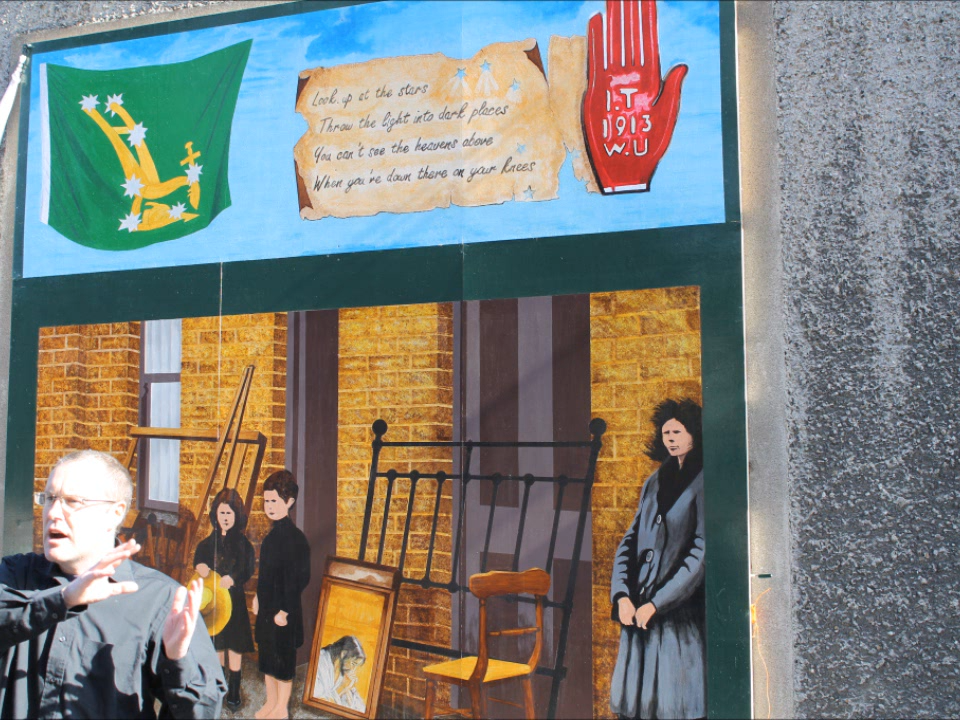 Look up at the stars
Throw the light into dark places
You can't see the heavens above
When you're down there on your knees
I.T
1913
W.U